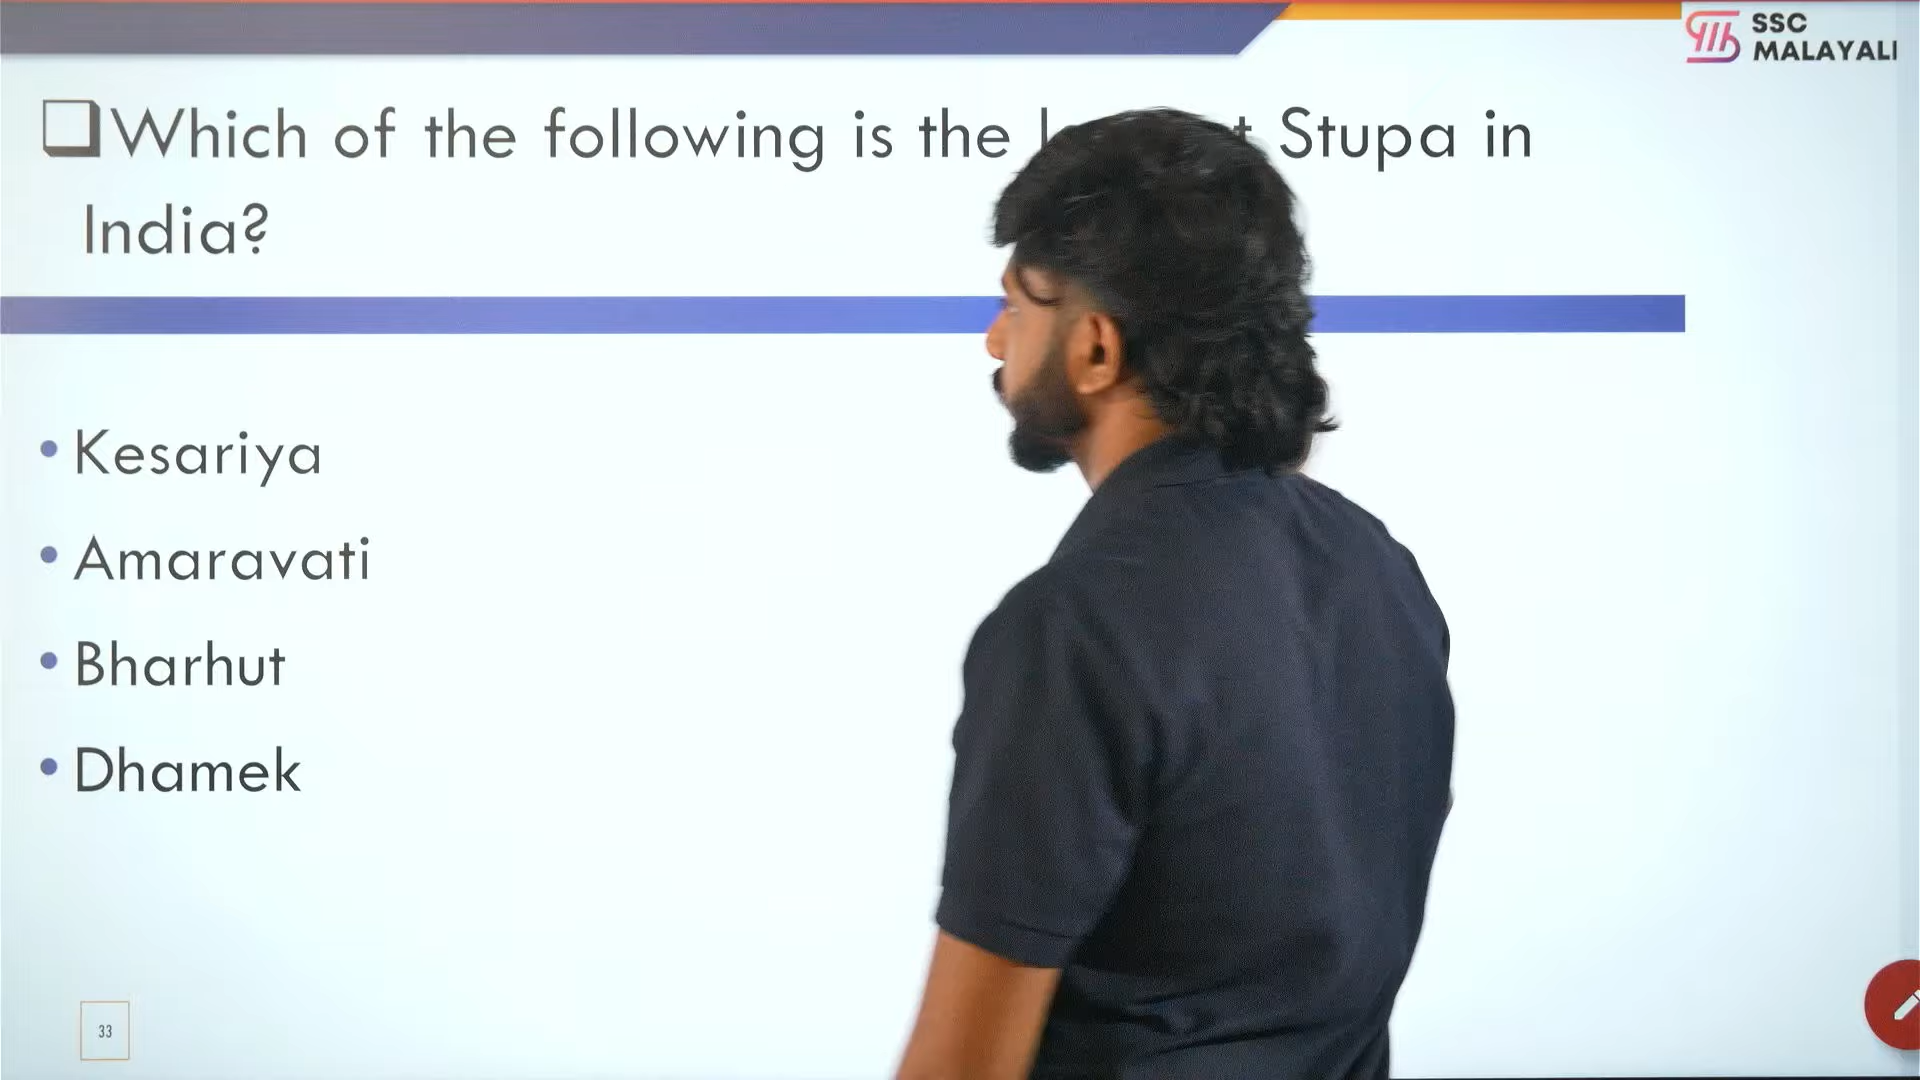 SSC
MALAYALI
Which of the following is the Stupa in
India?
Kesariya
Amaravati
Bharhut
Dhamek
33